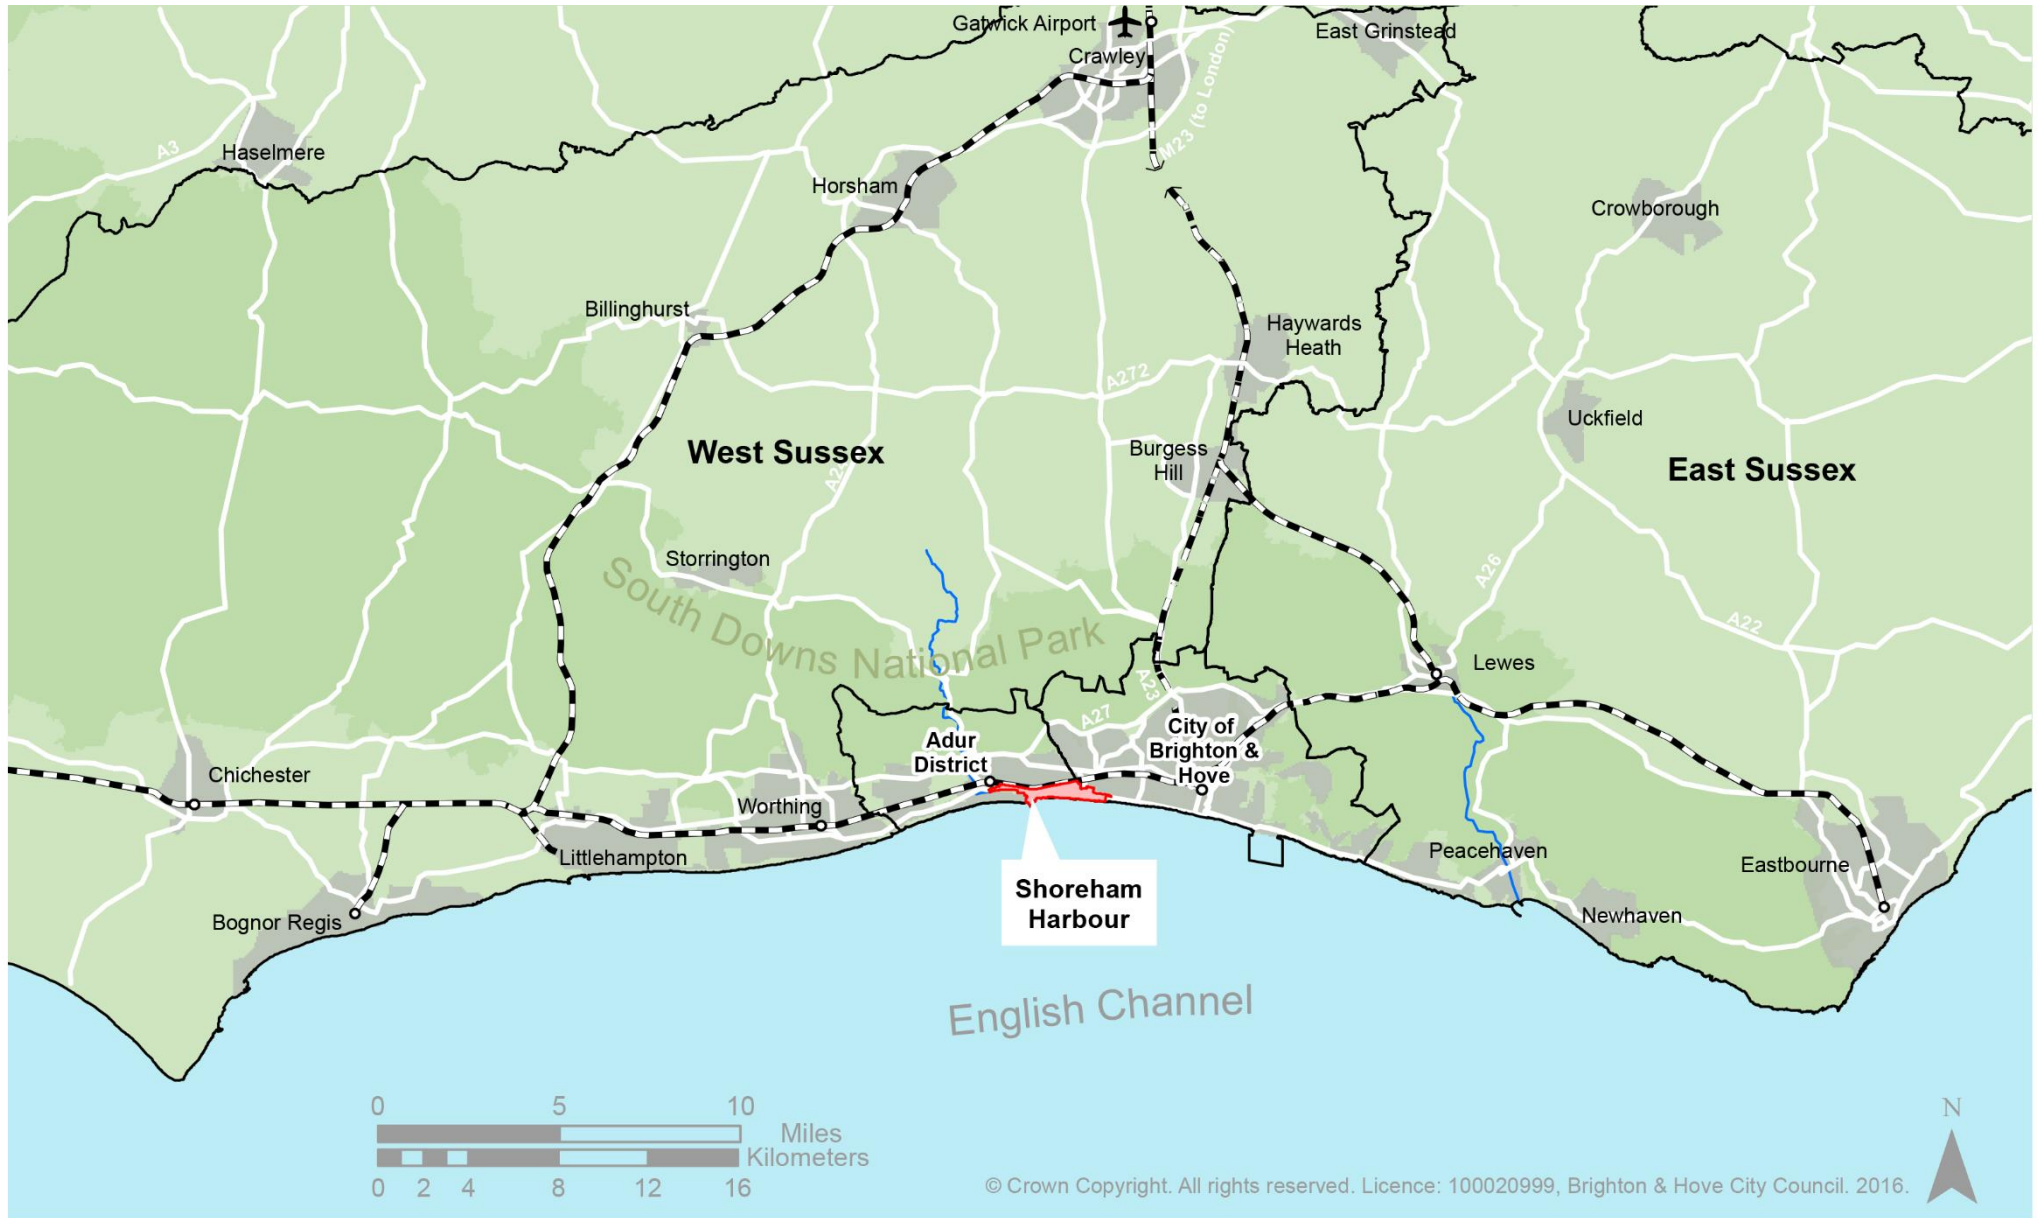 Gatwick Airport
East Grinstead
Crawley
M23 (to London)
A3
Haselmere
Horsham
Crowborough
Billinghurst
Haywards
Heath
A272
Uckfield
West Sussex
Burgess
Hill
East Sussex
Storrington
A26
South Downs National Park
A22
Lewes
A23
A27
City of
Brighton &
Hove
Adur
District
Chichester
Worthing
Littlehampton
Peacehaven
Eastbourne
Shoreham
Harbour
Bognor Regis
Newhaven
English Channel
0 5 10
Miles
Kilometers
0 2 4 8 12 16
N
© Crown Copyright. All rights reserved. Licence: 100020999, Brighton & Hove City Council. 2016.